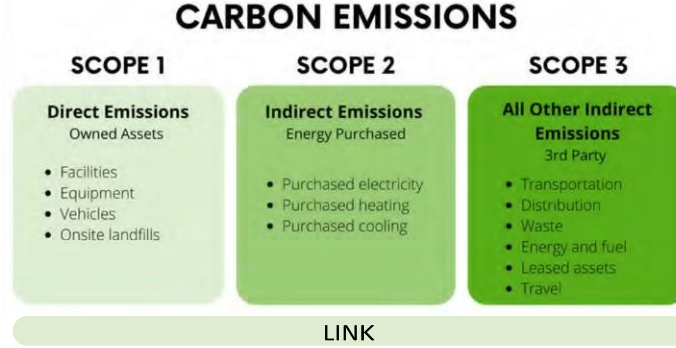 CARBON EMISSIONS
SCOPE 1
Direct Emissions
Owned Assets
• Facilities
• Equipment
• Vehicles
• Onsite landfills
SCOPE 2
Indirect Emissions
Energy Purchased
• Purchased electricity
• Purchased heating
• Purchased cooling
SCOPE 3
All Other Indirect
Emissions
3rd Party
• Transportation
• Distribution
• Waste
• Energy and fuel
• Leased assets
• Travel
LINK